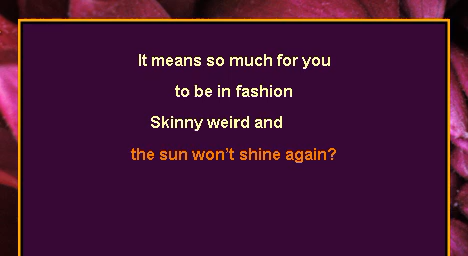 It means so much for you
to be in fashion
Skinny weird and
the sun won't shine again?